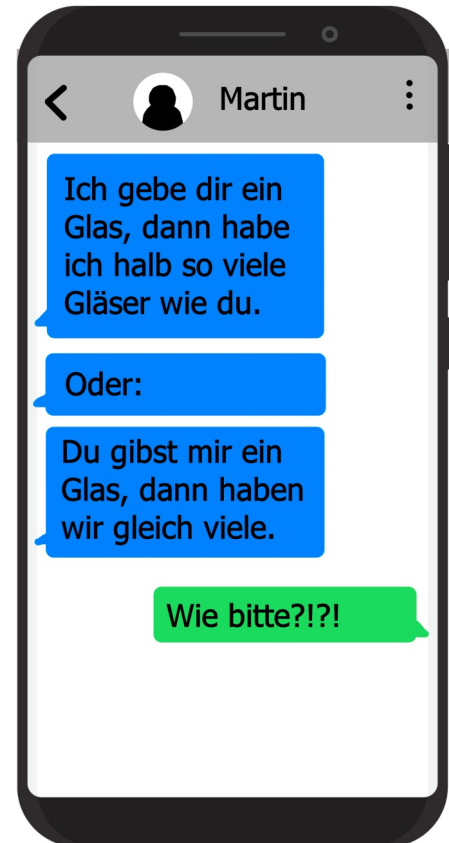 Martin
Ich gebe dir ein
Glas, dann habe
ich halb so viele
Gläser wie du.
Oder:
Du gibst mir ein
Glas, dann haben
wir gleich viele.
Wie bitte?!?!